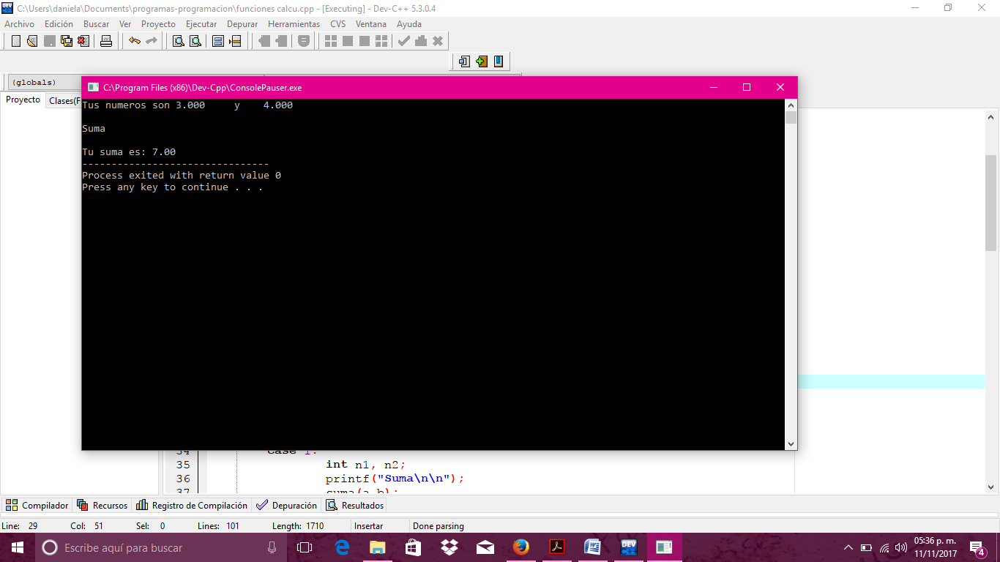 C:\Users\daniela\Documents\programas-programacion\funciones calcu.cpp - [Executing] - Dev-C++ 5.3.0.4
Archivo Edición Buscar Ver Proyecto Ejecutar Depurar Herramientas CVS Ventana Ayuda
(globals)
Proyecto Clases(F
C:\Program Files (x86)\Dev-Cpp\ConsolePauser.exe
Tus numeros son 3.000 y 4.000
Suma
Tu suma es: 7.00
--------------------------------
Process exited with return value 0
Press any key to continue . . .
34 case 1:
35 int n1, n2;
36 printf("Suma\n\n");
37 suma(a,b);
Compilador Recursos Registro de Compilación Depuración Resultados
Line: 29 Col: 51 Sel: 0 Lines: 101 Length: 1710 Insertar Done parsing
Escribe aquí para buscar
DEV
05:36 p. m.
11/11/2017
4